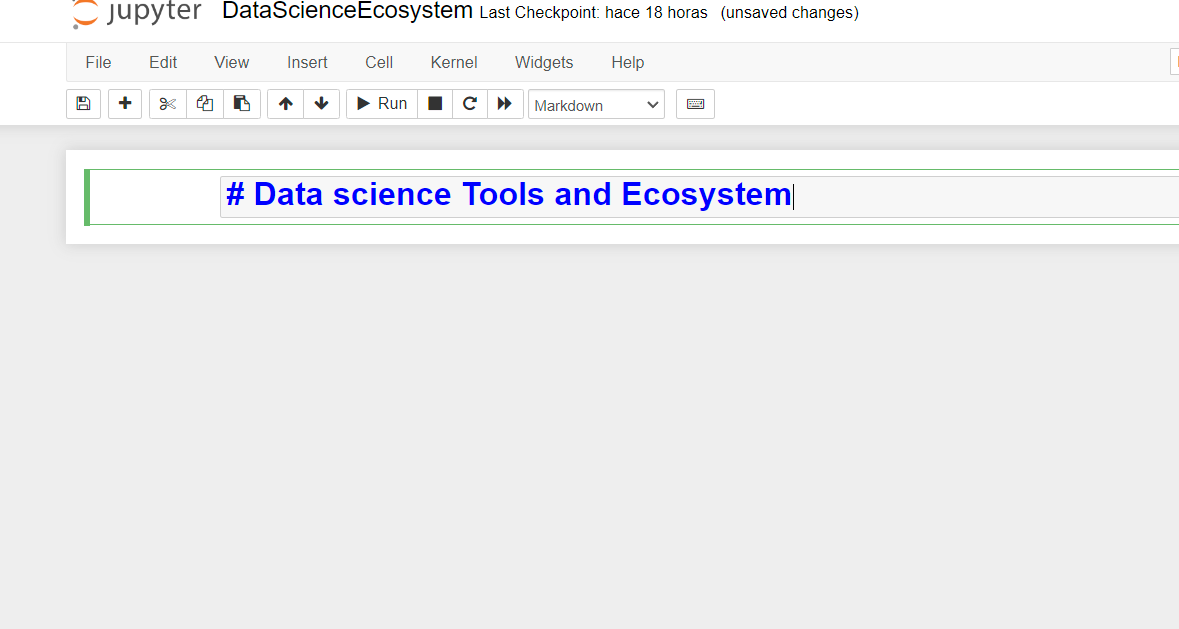 jupyter DataScienceEcosystem Last Checkpoint: hace 18 horas (unsaved changes)
File Edit View Insert Cell Kernel Widgets Help
Run Markdown
# Data science Tools and Ecosystem